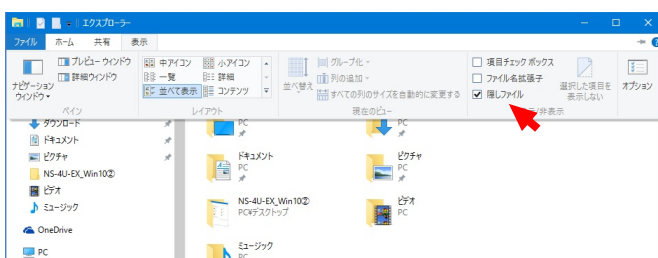 エクスプローラー
ファイル ホーム 共有 表示
ナビゲーション
ウィンドウ
プレビュー ウィンドウ
詳細ウィンドウ
ペイン
中アイコン 小アイコン
一覧 詳細
並べて表示 コンテンツ
レイアウト
並べ替え
グループ化
列の追加
すべての列のサイズを自動的に変更する
現在のビュー
項目チェック ボックス
ファイル名拡張子
隠しファイル
選択した項目を
表示しない
/非表示
オプション
ダウンロード
ドキュメント
ピクチャ
NS-4U-EX_Win10②
ビデオ
ミュージック
OneDrive
PC
PC
PC
ドキュメント
PC
ピクチャ
PC
NS-4U-EX_Win10②
PC¥デスクトップ
ビデオ
PC
ミュージック
PC